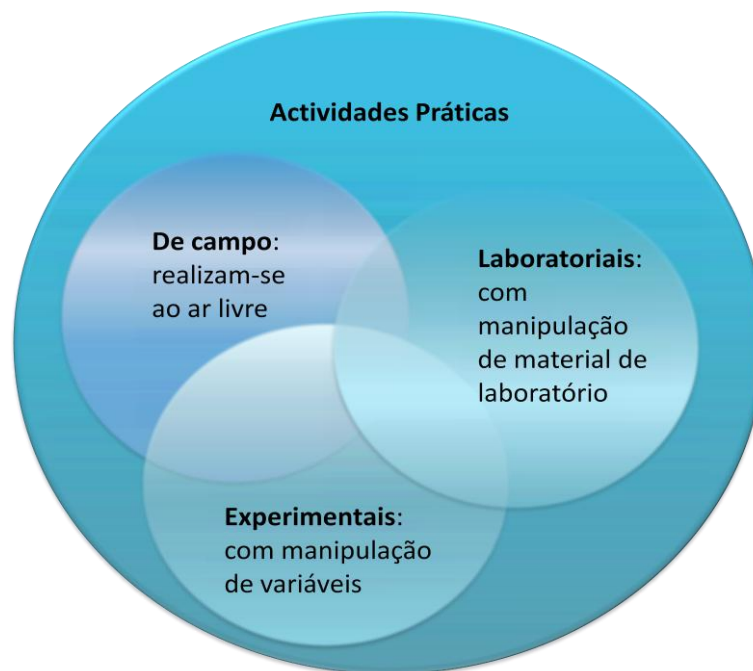 Actividades Práticas
De campo:
realizam-se
ao ar livre
Laboratoriais:
com
manipulação
de material de
laboratório
Experimentais:
com manipulação
de variáveis